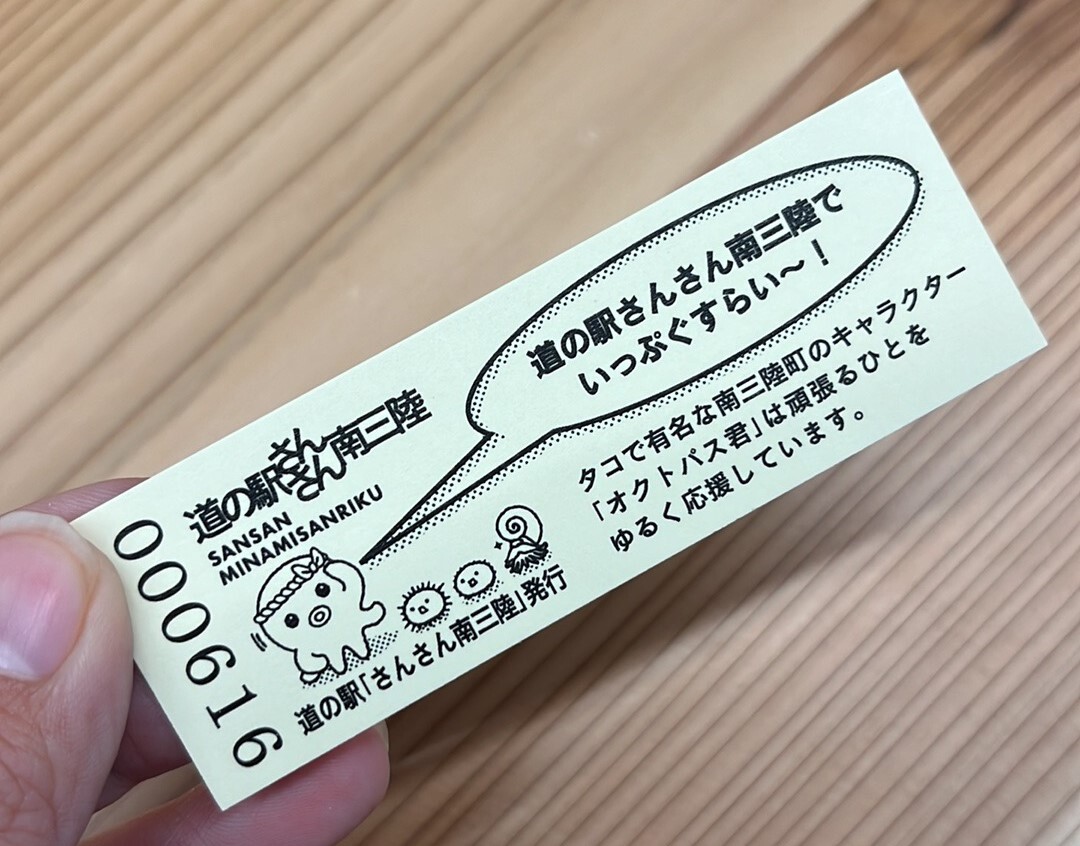 道の駅さんさん南三陸で
いっぷぐすらい〜！
道の駅さんさん南三陸
SANSAN
MINAMISANRIKU
タコで有名な南三陸町のキャラクター
「オクトパス君」は頑張るひとを
ゆるく応援しています。
道の駅「さんさん南三陸」発行
000616